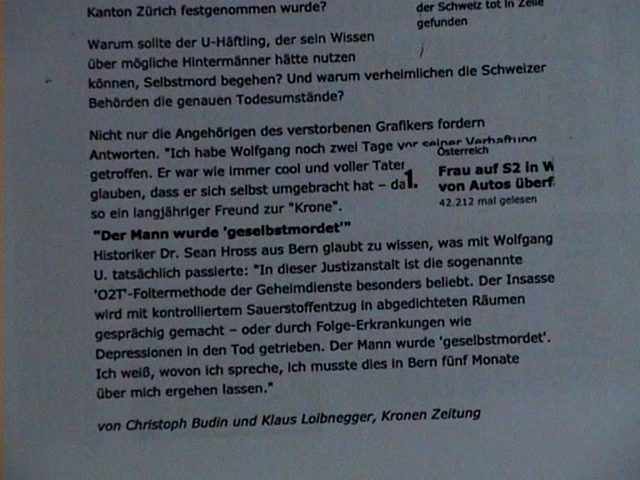 Kanton Zürich festgenommen wurde?
der Schweiz tot in Zelle
gefunden
Warum sollte der U-Häftling, der sein Wissen
über mögliche Hintermänner hätte nutzen
können, Selbstmord begehen? Und warum verheimlichen die Schweizer
Behörden die genauen Todesumstände?
Nicht nur die Angehörigen des verstorbenen Grafikers fordern
Antworten. "Ich habe Wolfgang noch zwei Tage vor seiner Verhaftung
getroffen. Er war wie immer cool und voller
glauben, dass er sich selbst umgebracht hat –
so ein langjähriger Freund zur "Krone".
1.
Österreich
Frau auf S2 in W
von Autos überf
42.212 mal gelesen
"Der Mann wurde 'geselbstmordet'"
Historiker Dr. Sean Hross aus Bern glaubt zu wissen, was mit Wolfgang
U. tatsächlich passierte: "In dieser Justizanstalt ist die sogenannte
'O2T'-Foltermethode der Geheimdienste besonders beliebt. Der Insasse
wird mit kontrolliertem Sauerstoffentzug in abgedichteten Räumen
gesprächig gemacht – oder durch Folge-Erkrankungen wie
Depressionen in den Tod getrieben. Der Mann wurde 'geselbstmordet'.
Ich weiß, wovon ich spreche, ich musste dies in Bern fünf Monate
über mich ergehen lassen."
von Christoph Budin und Klaus Loibnegger, Kronen Zeitung